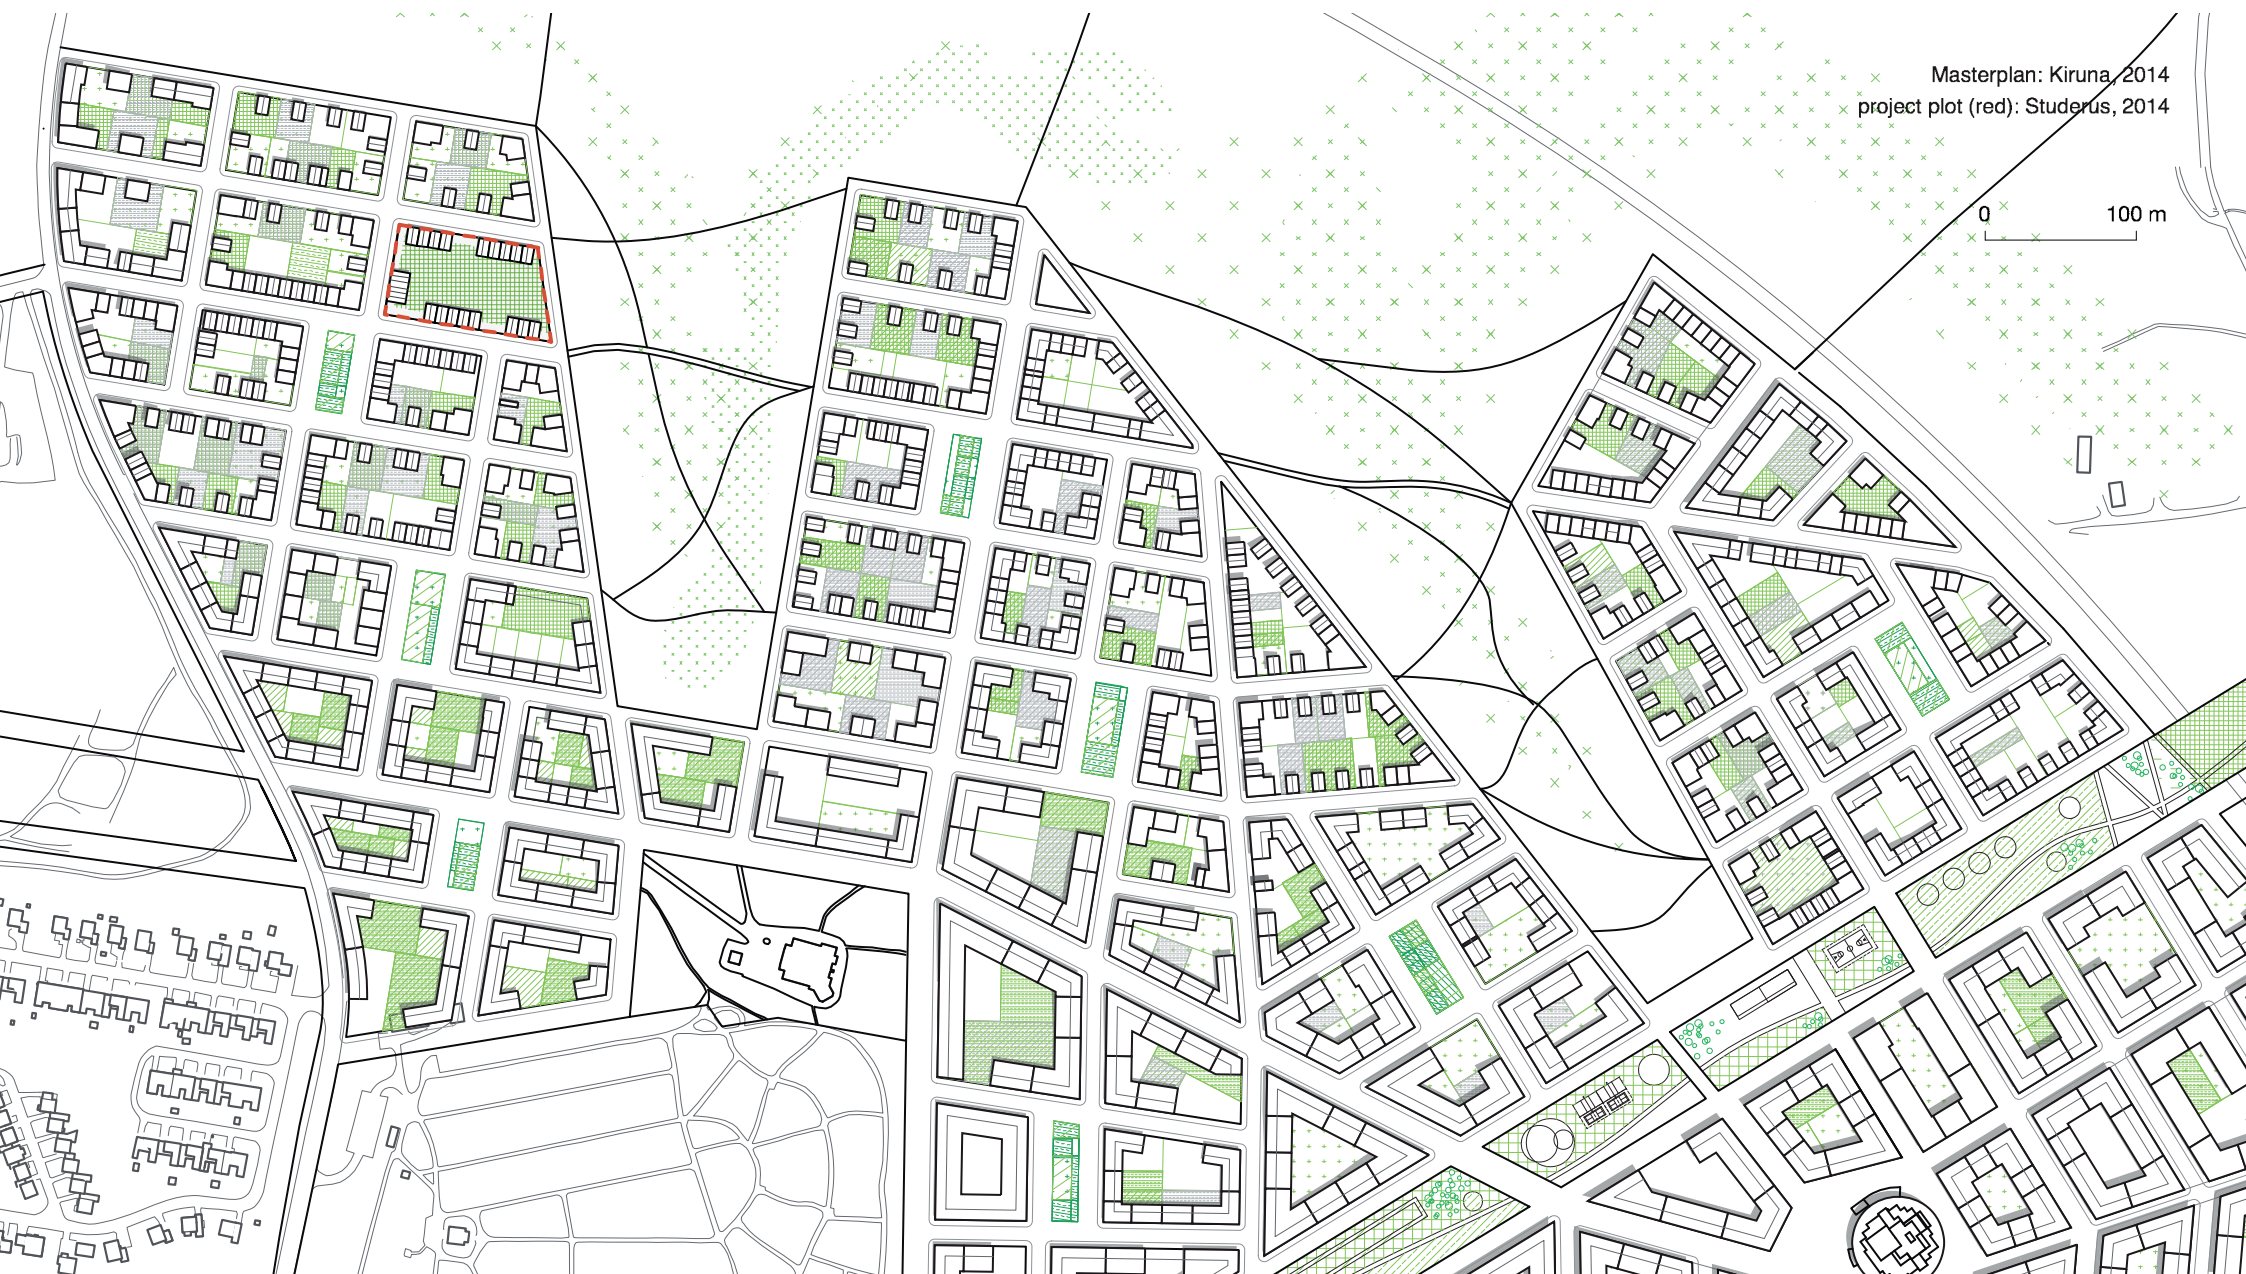 Masterplan: Kiruna, 2014
project plot (red): Studerus, 2014
0 100 m